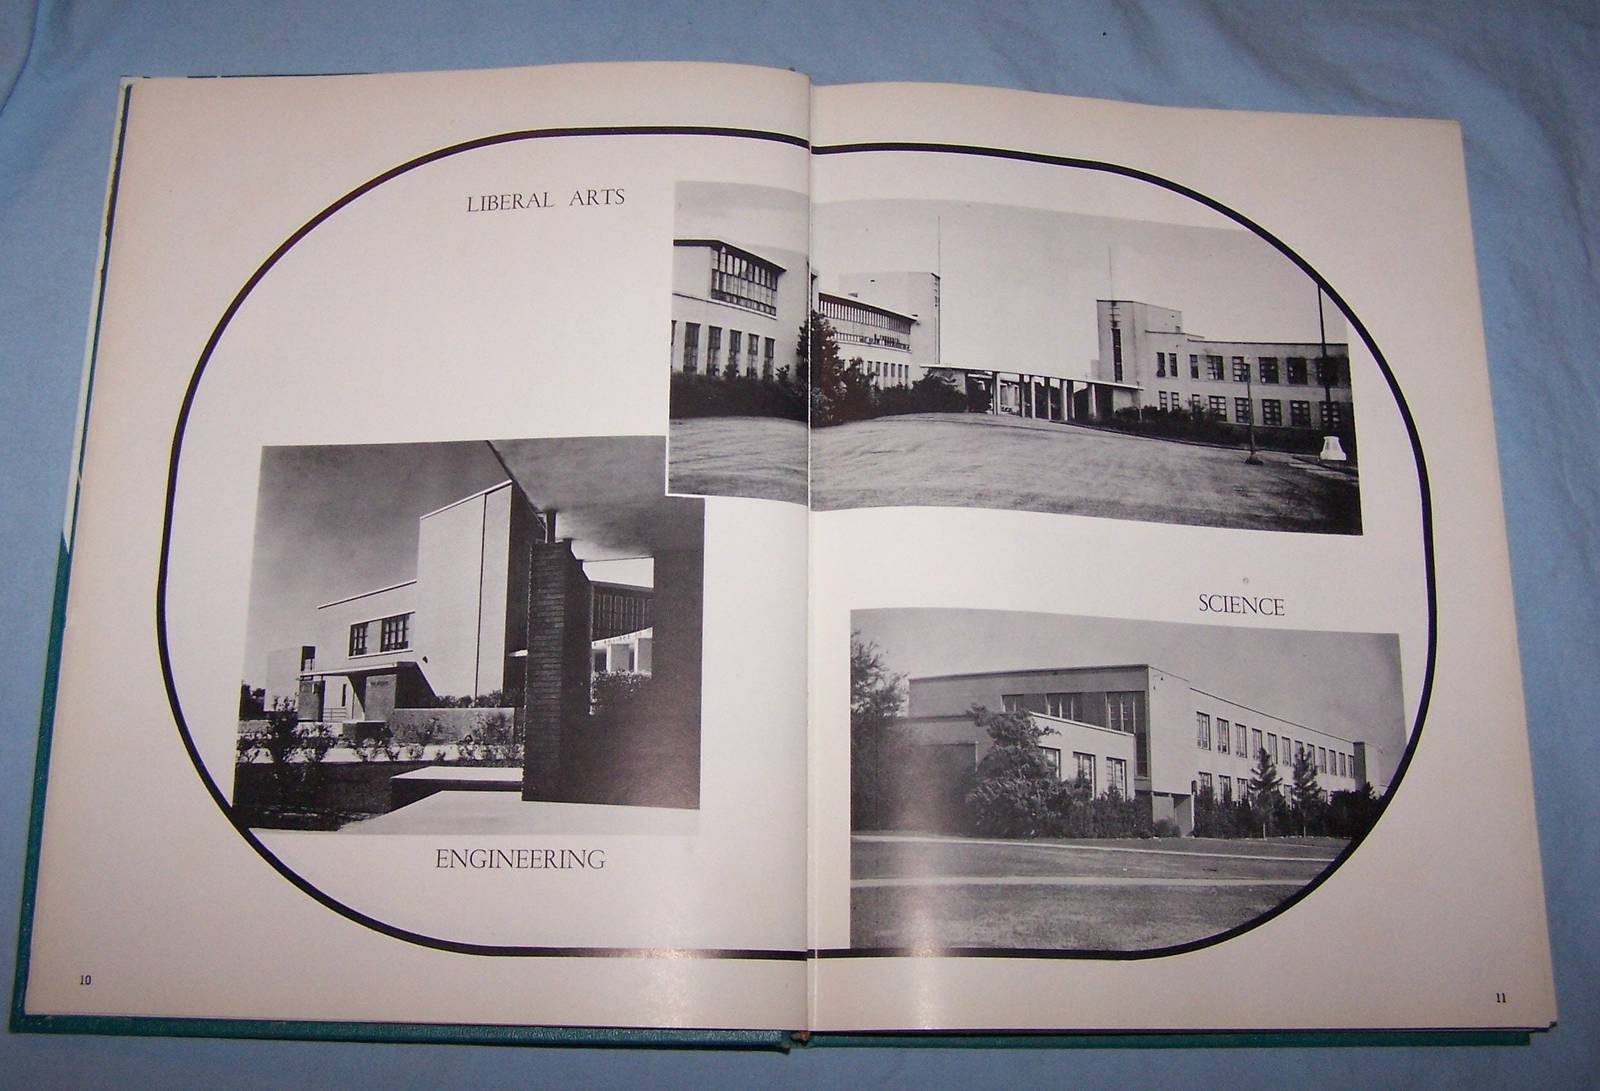 LIBERAL ARTS
ENGINEERING
10
SCIENCE
11